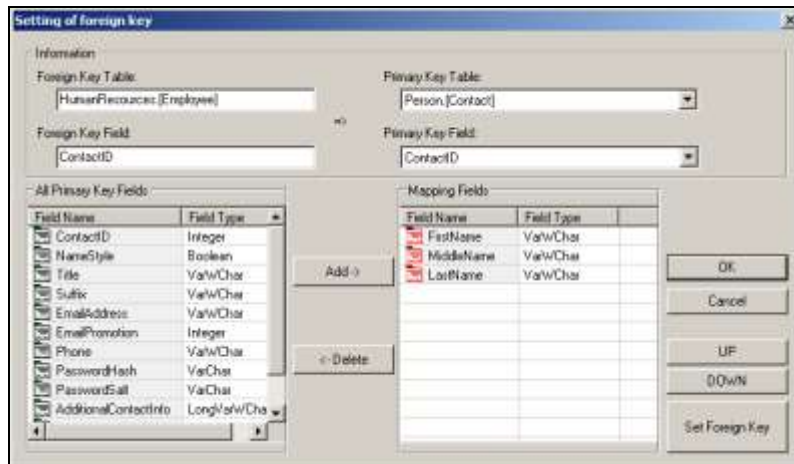 Setting of foreign key
Information
Foreign Key Table:
Primary Key Table:
HumanResources.[Employee]
Person.[Contact]
=>
Foreign Key Field:
Primary Key Field:
ContactID
ContactID
All Primary Key Fields
Field Name Field Type
ContactID Integer
NameStyle Boolean
Title VarWChar
Suffix VarWChar
EmailAddress VarWChar
EmailPromotion Integer
Phone VarWChar
PasswordHash VarChar
PasswordSalt VarChar
AdditionalContactInfo LongVarWCha
Add->
<- Delete
Mapping Fields
Field Name Field Type
FirstName VarWChar
MiddleName VarWChar
LastName VarWChar
OK
Cancel
UP
DOWN
Set Foreign Key